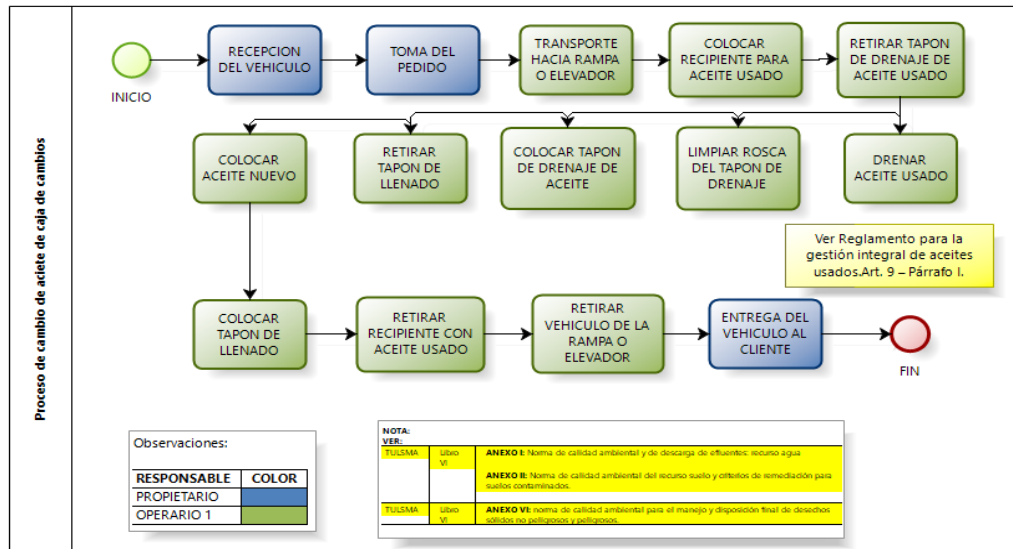 Proceso de cambio de aciete de caja de cambios
INICIO
RECEPCION
DEL VEHICULO
TOMA DEL
PEDIDO
TRANSPORTE
HACIA RAMPA
O ELEVADOR
COLOCAR
RECIPIENTE PARA
ACEITE USADO
RETIRAR TAPON
DE DRENAJE DE
ACEITE USADO
COLOCAR
ACEITE NUEVO
RETIRAR
TAPON DE
LLENADO
COLOCAR TAPON
DE DRENAJE DE
ACEITE
LIMPIAR ROSCA
DEL TAPON DE
DRENAJE
DRENAR
ACEITE USADO
Ver Reglamento para la
gestión integral de aceites
usados.Art. 9 – Párrafo I.
COLOCAR
TAPON DE
LLENADO
RETIRAR
RECIPIENTE CON
ACEITE USADO
RETIRAR
VEHICULO DE LA
RAMPA O
ELEVADOR
ENTREGA DEL
VEHICULO AL
CLIENTE
FIN
Observaciones:
RESPONSABLE COLOR
PROPIETARIO
OPERARIO 1
NOTA:
VER:
TULSMA Libro VI ANEXO I: Norma de calidad ambiental y de descarga de efluentes: recurso agua
ANEXO II: Norma de calidad ambiental del recurso suelo y criterios de remediación para
suelos contaminados.
TULSMA Libro VI ANEXO VI: norma de calidad ambiental para el manejo y disposición final de desechos
sólidos no peligrosos y peligrosos.